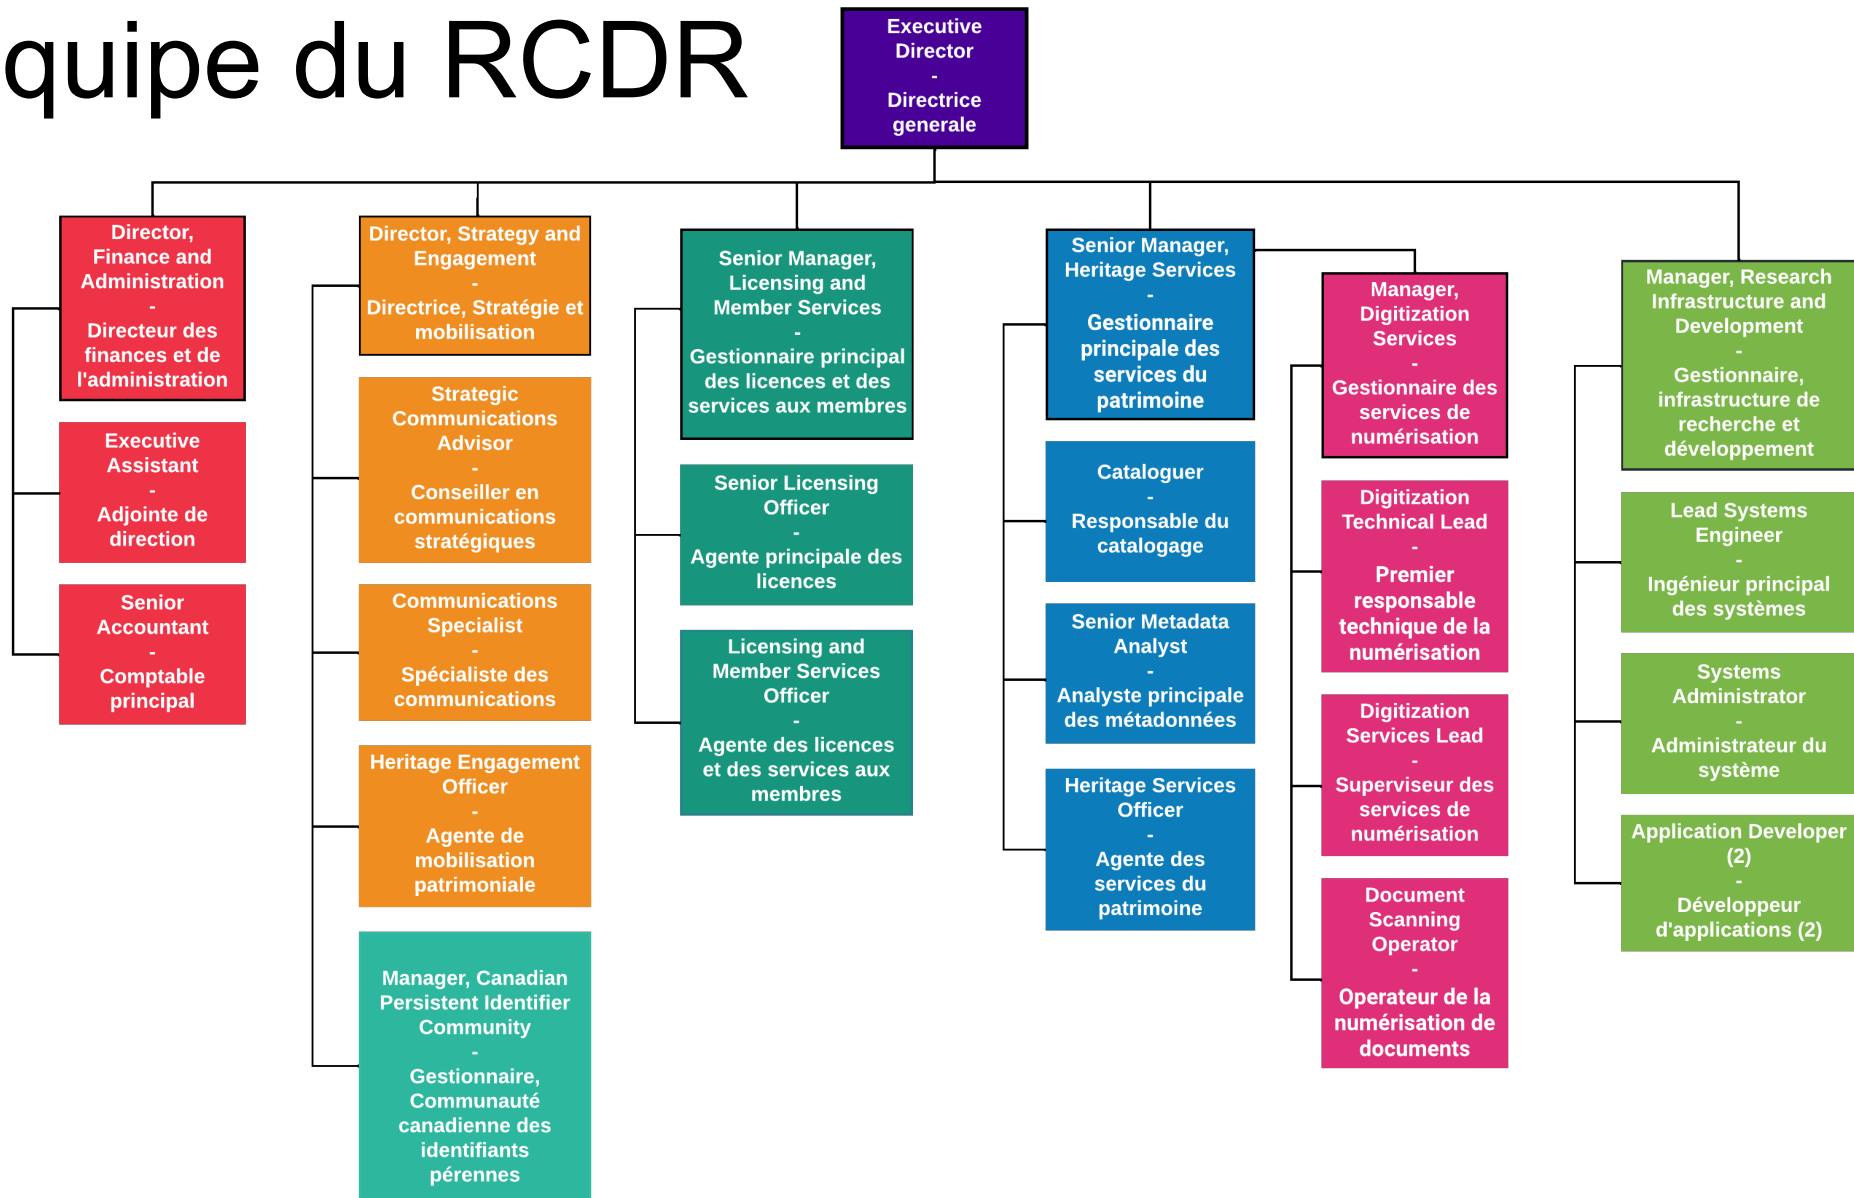 quipe du RCDR
Executive
Director
-
Directrice
generale
Director,
Finance and
Administration
-
Directeur des
finances et de
l'administration
Executive
Assistant
-
Adjointe de
direction
Senior
Accountant
-
Comptable
principal
Director, Strategy and
Engagement
-
Directrice, Stratégie et
mobilisation
Strategic
Communications
Advisor
-
Conseiller en
communications
stratégiques
Communications
Specialist
-
Spécialiste des
communications
Heritage Engagement
Officer
-
Agente de
mobilisation
patrimoniale
Manager, Canadian
Persistent Identifier
Community
-
Gestionnaire,
Communauté
canadienne des
identifiants
pérennes
Senior Manager,
Licensing and
Member Services
-
Gestionnaire principal
des licences et des
services aux membres
Senior Licensing
Officer
-
Agente principale des
licences
Licensing and
Member Services
Officer
-
Agente des licences
et des services aux
membres
Senior Manager,
Heritage Services
-
Gestionnaire
principale des
services du
patrimoine
Cataloguer
-
Responsable du
catalogage
Senior Metadata
Analyst
-
Analyste principale
des métadonnées
Heritage Services
Officer
-
Agente des
services du
patrimoine
Manager,
Digitization
Services
-
Gestionnaire des
services de
numérisation
Digitization
Technical Lead
-
Premier
responsable
technique de la
numérisation
Digitization
Services Lead
-
Superviseur des
services de
numérisation
Document
Scanning
Operator
-
Operateur de la
numérisation de
documents
Manager, Research
Infrastructure and
Development
-
Gestionnaire,
infrastructure de
recherche et
développement
Lead Systems
Engineer
-
Ingénieur principal
des systèmes
Systems
Administrator
-
Administrateur du
système
Application Developer
(2)
-
Développeur
d'applications (2)